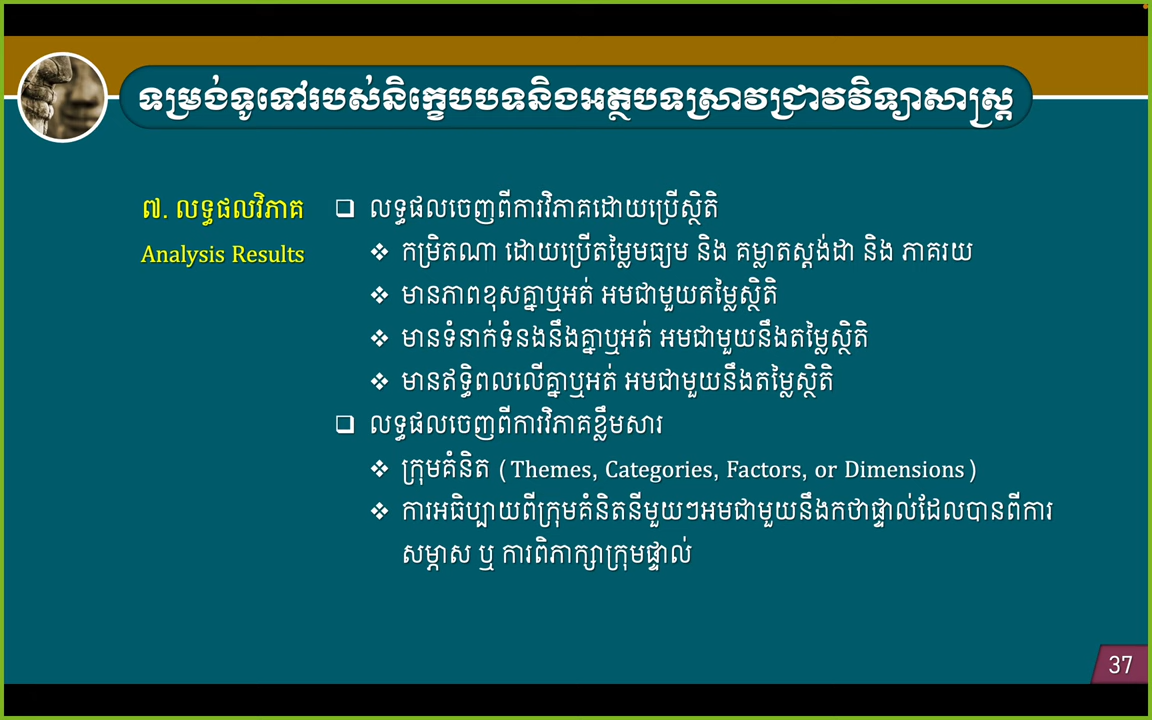 ទម្រង់ទូទៅរបស់និក្ខេបបទនិងអត្ថបទស្រាវជ្រាវវិទ្យាសាស្ត្រ
៧. លទ្ធផលវិភាគ
Analysis Results
❑ លទ្ធផលចេញពីការវិភាគដោយប្រើស្ថិតិ
❖ កម្រិតណា ដោយប្រើតម្លៃមធ្យម និង គម្លាតស្តង់ដា និង ភាគរយ
❖ មានភាពខុសគ្នាឬអត់ អមជាមួយតម្លៃស្ថិតិ
❖ មានទំនាក់ទំនងនឹងគ្នាឬអត់ អមជាមួយនឹងតម្លៃស្ថិតិ
❖ មានឥទ្ធិពលលើគ្នាឬអត់ អមជាមួយនឹងតម្លៃស្ថិតិ
❑ លទ្ធផលចេញពីការវិភាគខ្លឹមសារ
❖ ក្រុមគំនិត (Themes, Categories, Factors, or Dimensions)
❖ ការអធិប្បាយពីក្រុមគំនិតនីមួយៗអមជាមួយនឹងកថាផ្ទាល់ដែលបានពីការ
សម្ភាស ឬ ការពិភាក្សាក្រុមផ្ទាល់
37